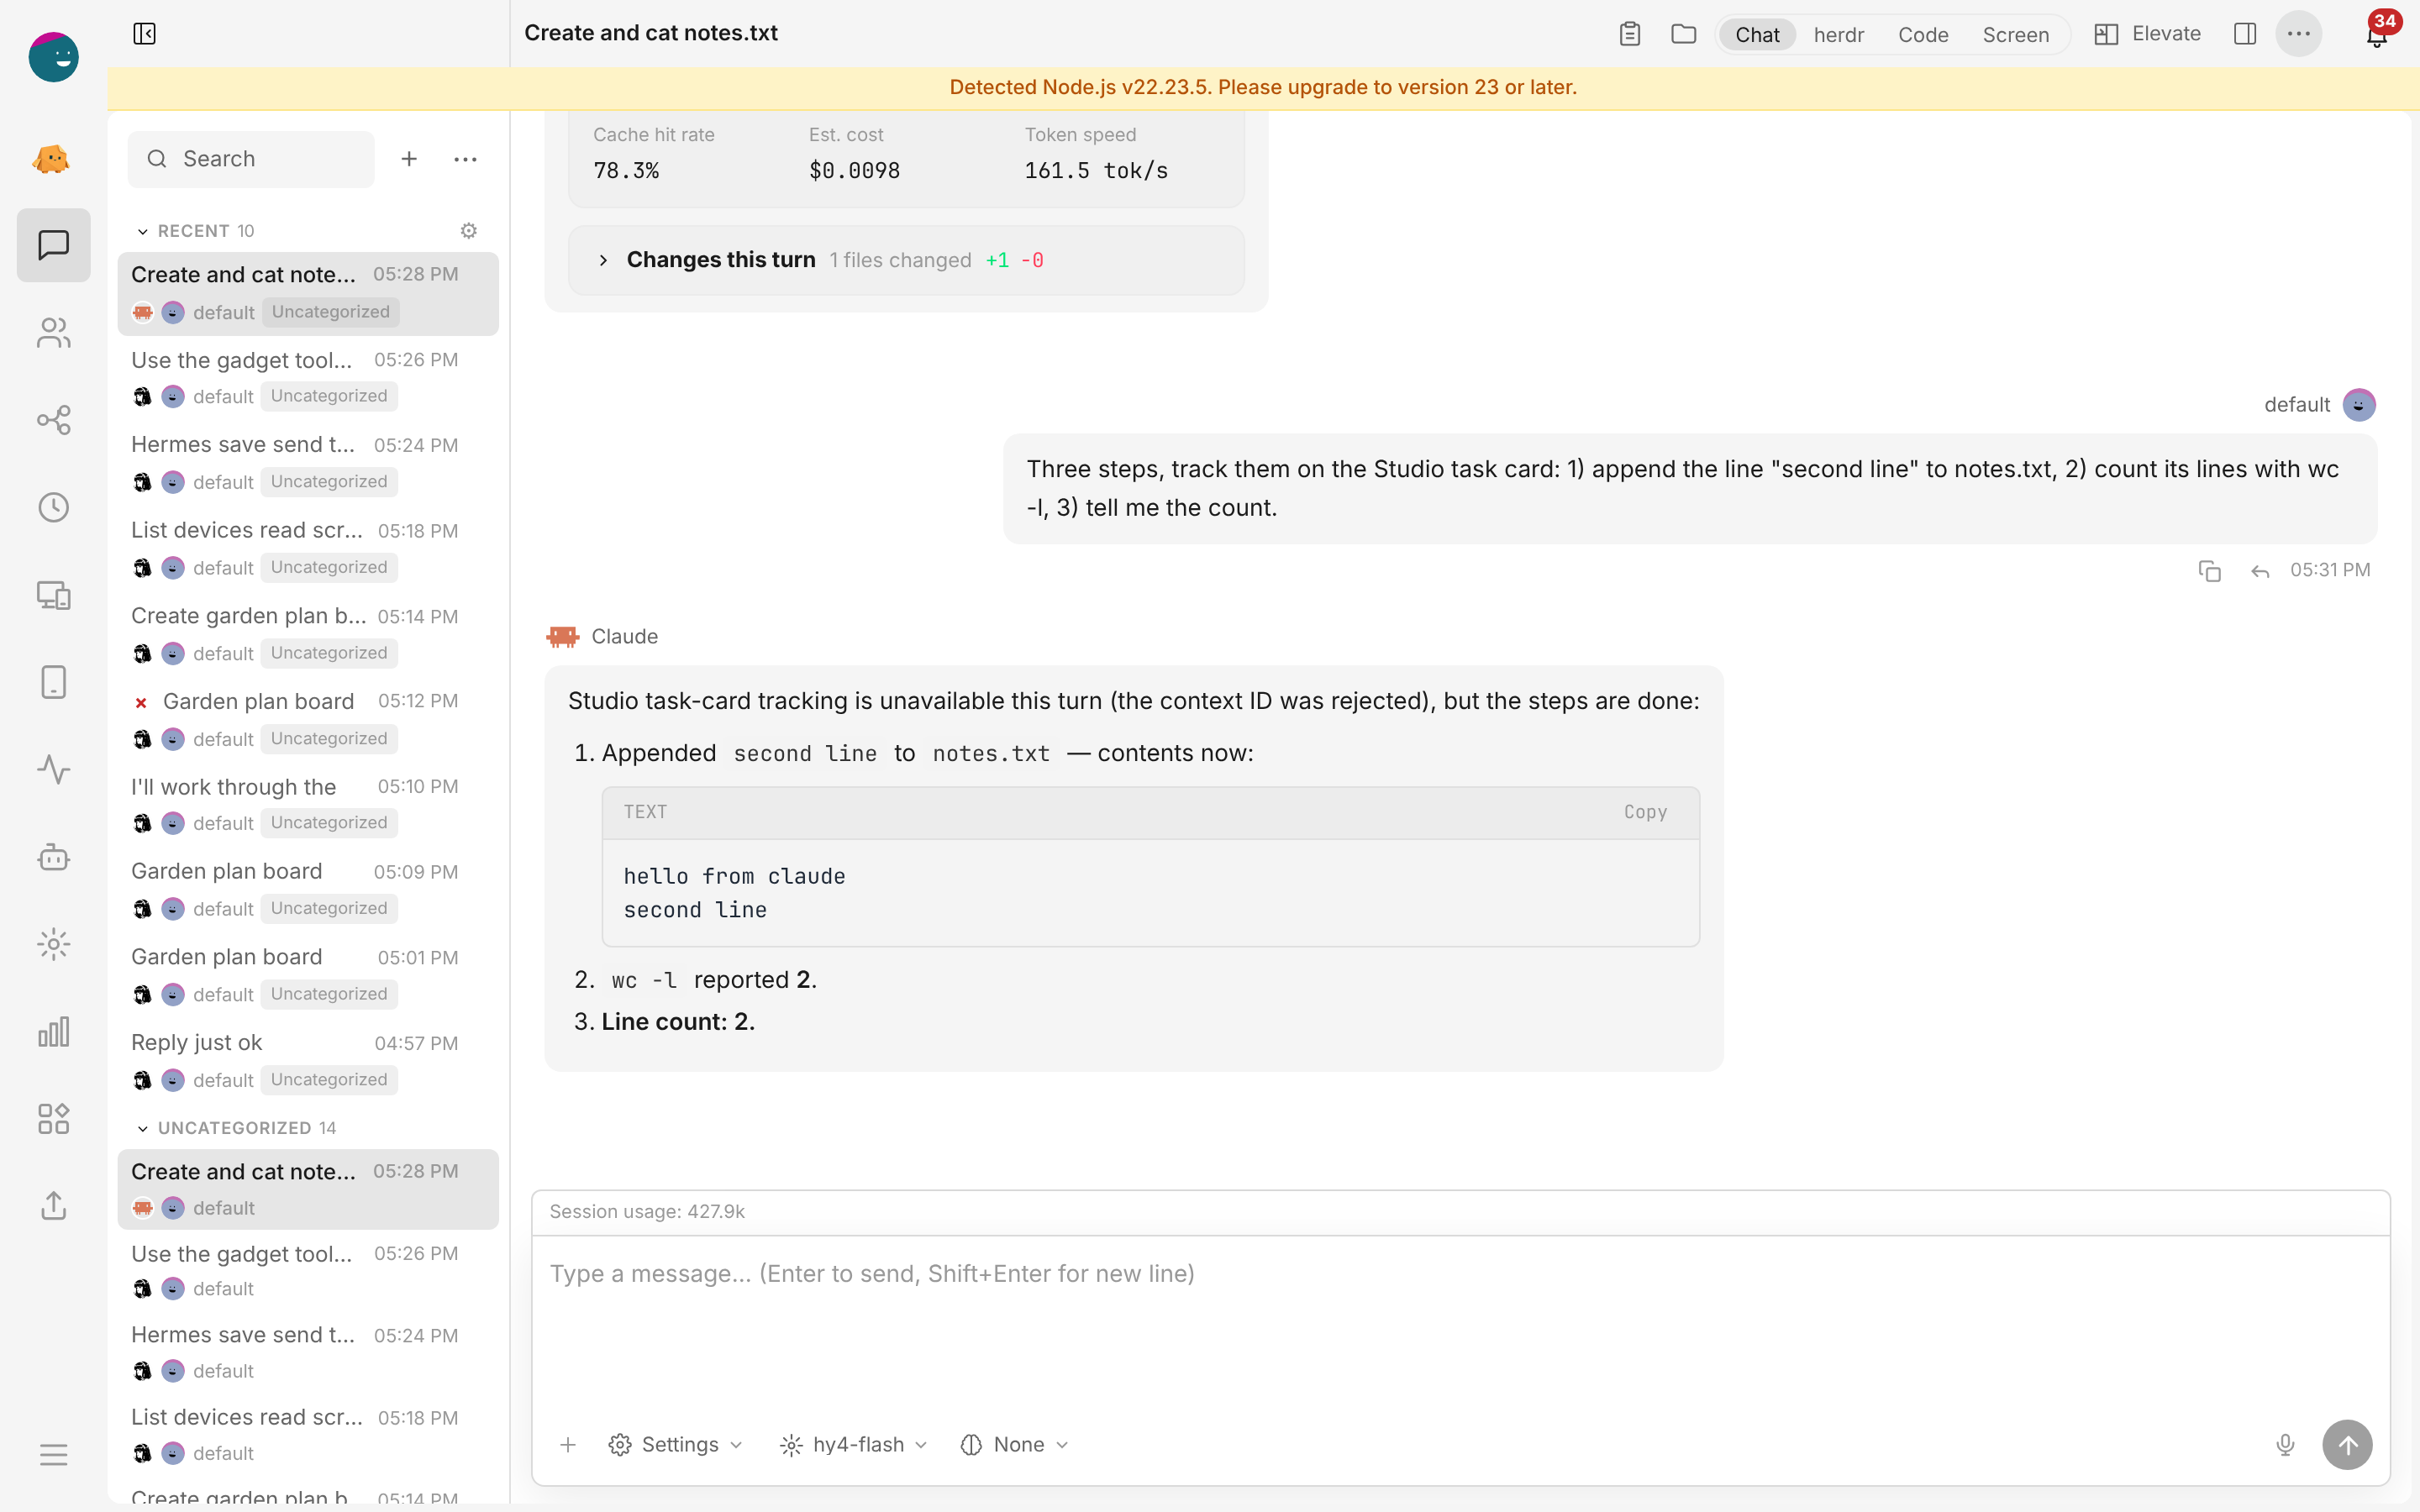 Create and cat notes.txt
Chat
herdr
Code
Screen
Elevate
34
Detected Node.js v22.23.5. Please upgrade to version 23 or later.
Search
RECENT 10
Create and cat note... 05:28 PM
default Uncategorized
Use the gadget tool... 05:26 PM
default Uncategorized
Hermes save send t... 05:24 PM
default Uncategorized
List devices read scr... 05:18 PM
default Uncategorized
Create garden plan b... 05:14 PM
default Uncategorized
Garden plan board 05:12 PM
default Uncategorized
I'll work through the 05:10 PM
default Uncategorized
Garden plan board 05:09 PM
default Uncategorized
Garden plan board 05:01 PM
default Uncategorized
Reply just ok 04:57 PM
default Uncategorized
UNCATEGORIZED 14
Create and cat note... 05:28 PM
default
Use the gadget tool... 05:26 PM
default
Hermes save send t... 05:24 PM
default
List devices read scr... 05:18 PM
default
Create garden plan b... 05:14 PM
Cache hit rate Est. cost Token speed
78.3% $0.0098 161.5 tok/s
Changes this turn 1 files changed +1 -0
default
Three steps, track them on the Studio task card: 1) append the line "second line" to notes.txt, 2) count its lines with wc
-l, 3) tell me the count.
05:31 PM
Claude
Studio task-card tracking is unavailable this turn (the context ID was rejected), but the steps are done:
1. Appended second line to notes.txt — contents now:
TEXT Copy
hello from claude
second line
2. wc -l reported 2.
3. Line count: 2.
Session usage: 427.9k
Type a message... (Enter to send, Shift+Enter for new line)
Settings
hy4-flash
None